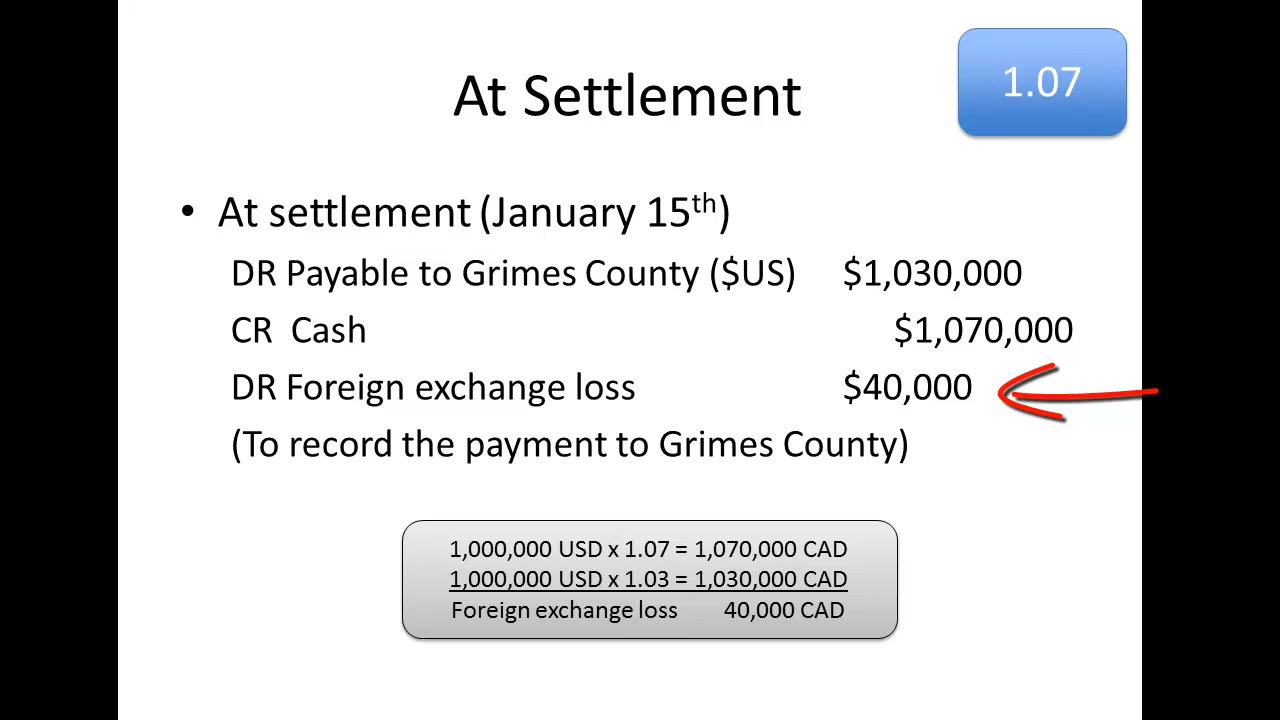 1.07
At Settlement
• At settlement (January 15th)
DR Payable to Grimes County ($US) $1,030,000
CR Cash $1,070,000
DR Foreign exchange loss $40,000
(To record the payment to Grimes County)
1,000,000 USD x 1.07 = 1,070,000 CAD
1,000,000 USD x 1.03 = 1,030,000 CAD
Foreign exchange loss 40,000 CAD